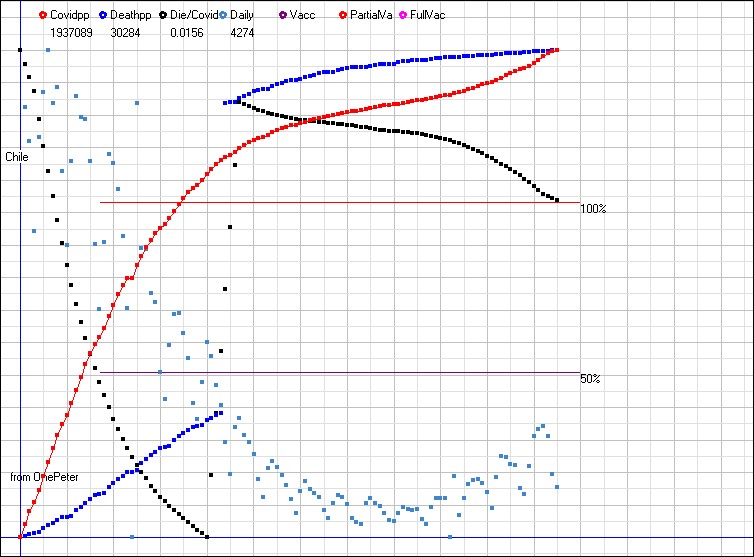 Covidpp Deathpp Die/Covid Daily Vacc PartialVa FullVac
1937089 30284 0.0156 4274
Chile
100%
50%
from OnePeter